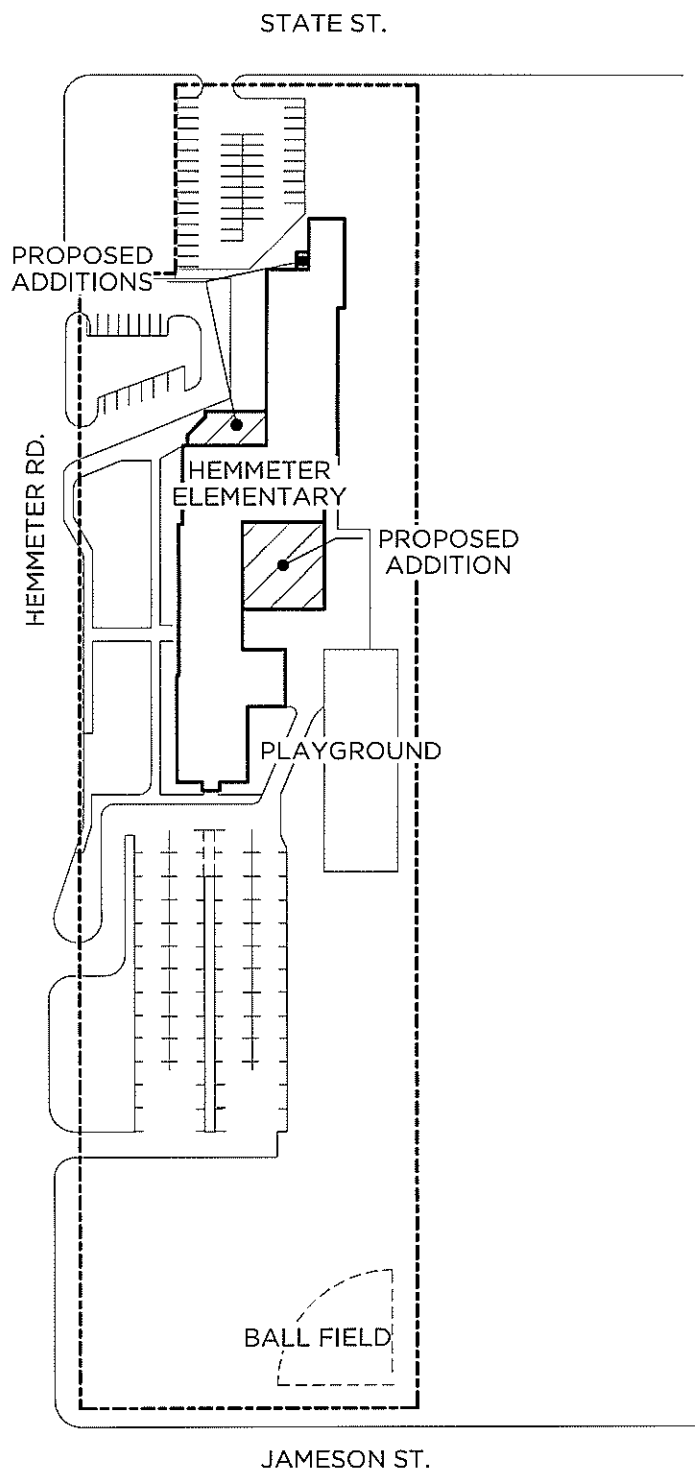 STATE ST.
PROPOSED
ADDITIONS
HEMMETER
ELEMENTARY
HEMMETER RD.
PROPOSED
ADDITION
PLAYGROUND
BALL FIELD
JAMESON ST.